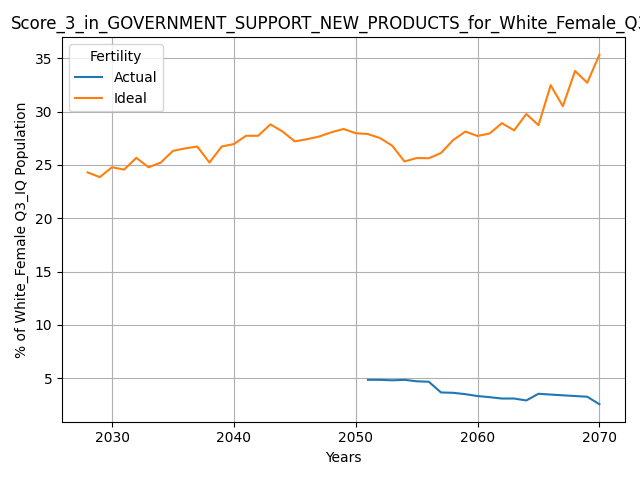 Score_3_in_GOVERNMENT_SUPPORT_NEW_PRODUCTS_for_White_Female_Q3
Fertility
Actual
Ideal
35
30
25
20
15
10
5
% of White_Female Q3_IQ Population
2030 2040 2050 2060 2070
Years